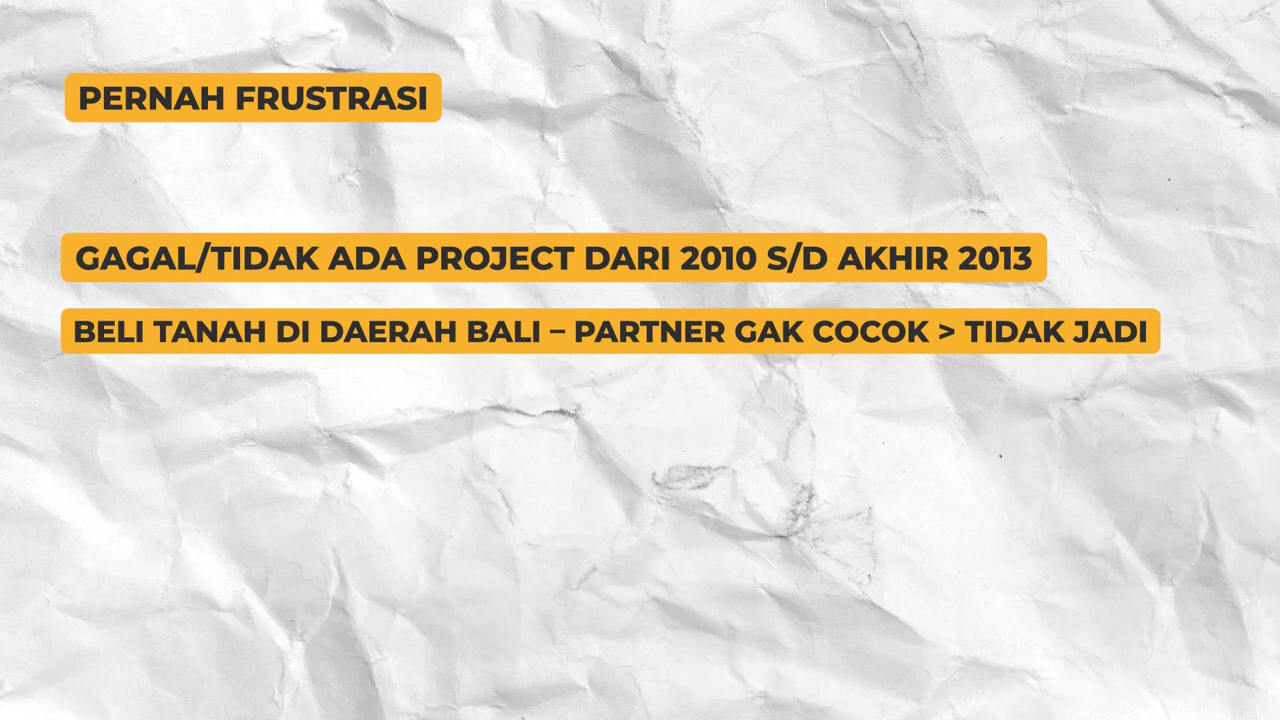 PERNAH FRUSTRASI
GAGAL/TIDAK ADA PROJECT DARI 2010 S/D AKHIR 2013
BELI TANAH DI DAERAH BALI – PARTNER GAK COCOK > TIDAK JADI